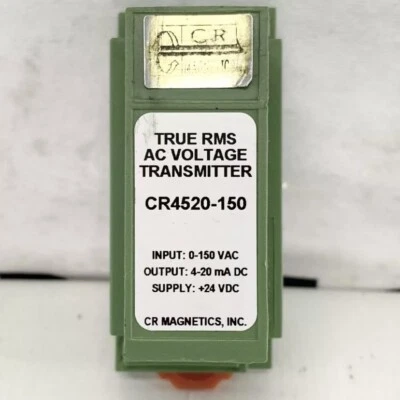 CR
TRUE RMS
AC VOLTAGE
TRANSMITTER
CR4520-150
INPUT: 0-150 VAC
OUTPUT: 4-20 mA DC
SUPPLY: +24 VDC
CR MAGNETICS, INC.